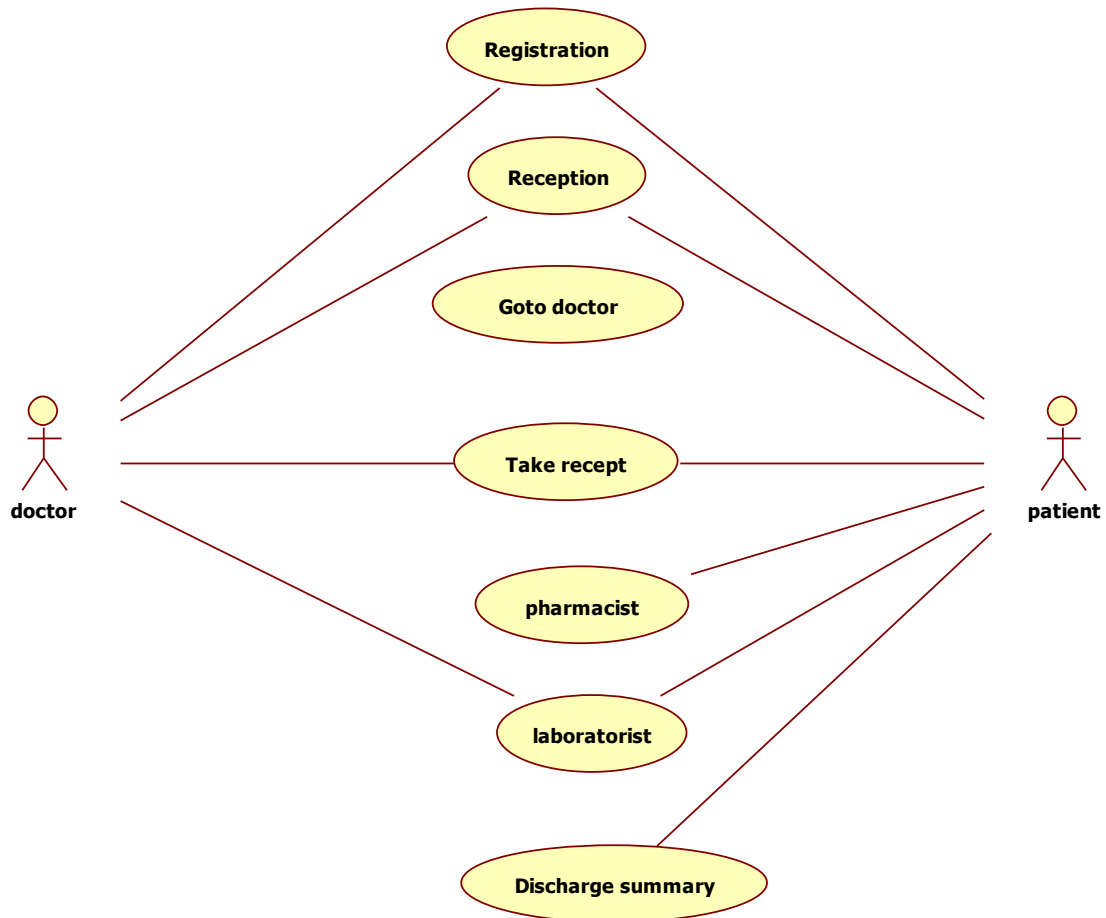 Registration
Reception
Goto doctor
Take recept
doctor
patient
pharmacist
laboratorist
Discharge summary